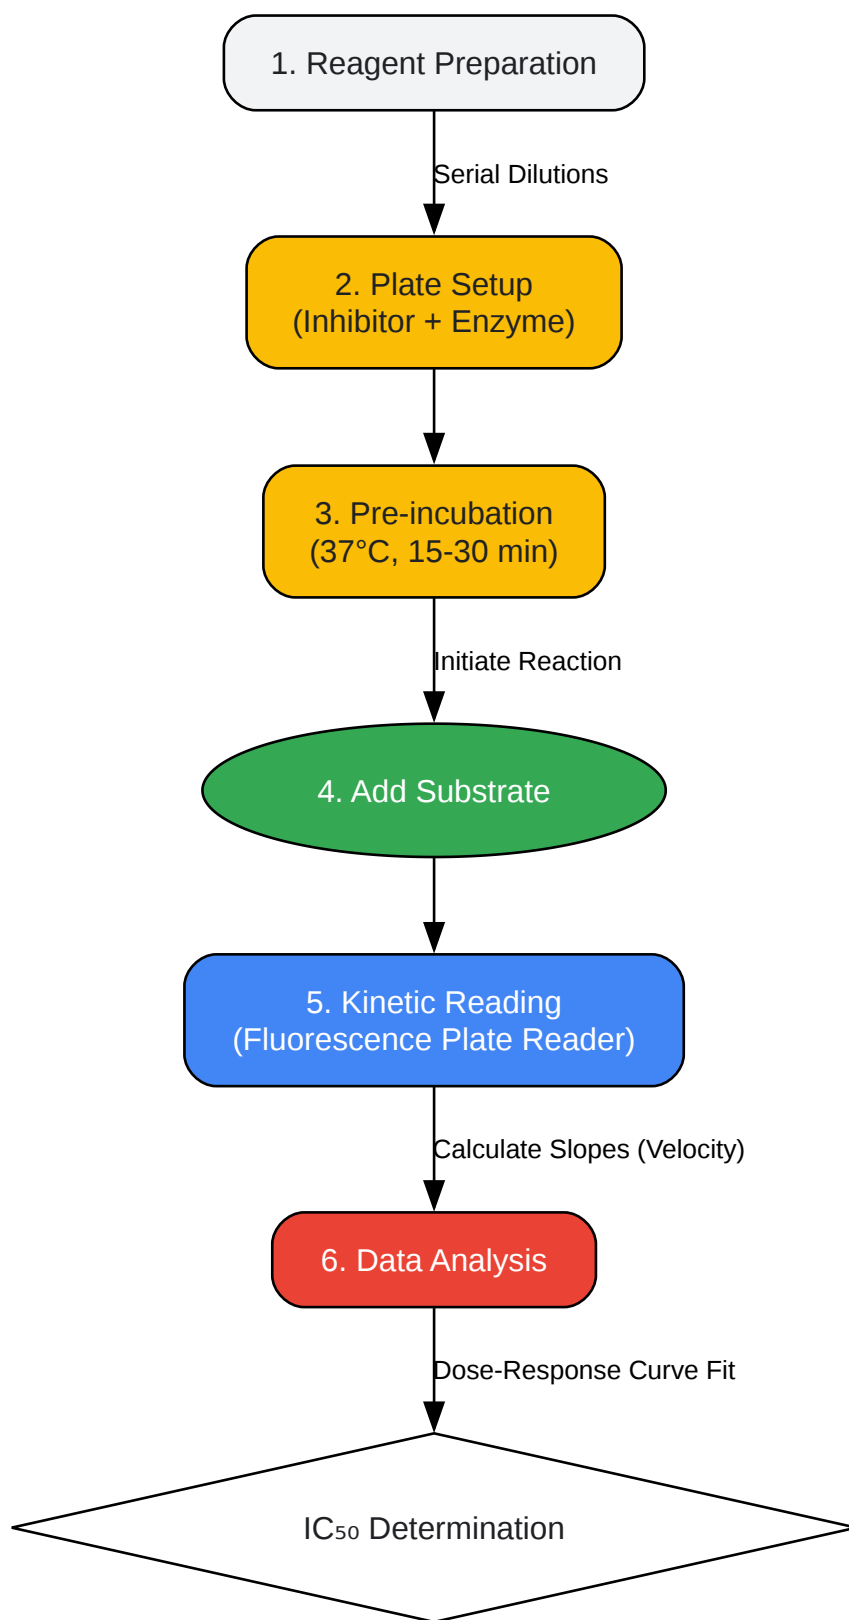 1. Reagent Preparation
Serial Dilutions
2. Plate Setup
(Inhibitor + Enzyme)
3. Pre-incubation
(37°C, 15-30 min)
Initiate Reaction
4. Add Substrate
5. Kinetic Reading
(Fluorescence Plate Reader)
Calculate Slopes (Velocity)
6. Data Analysis
Dose-Response Curve Fit
IC₅₀ Determination